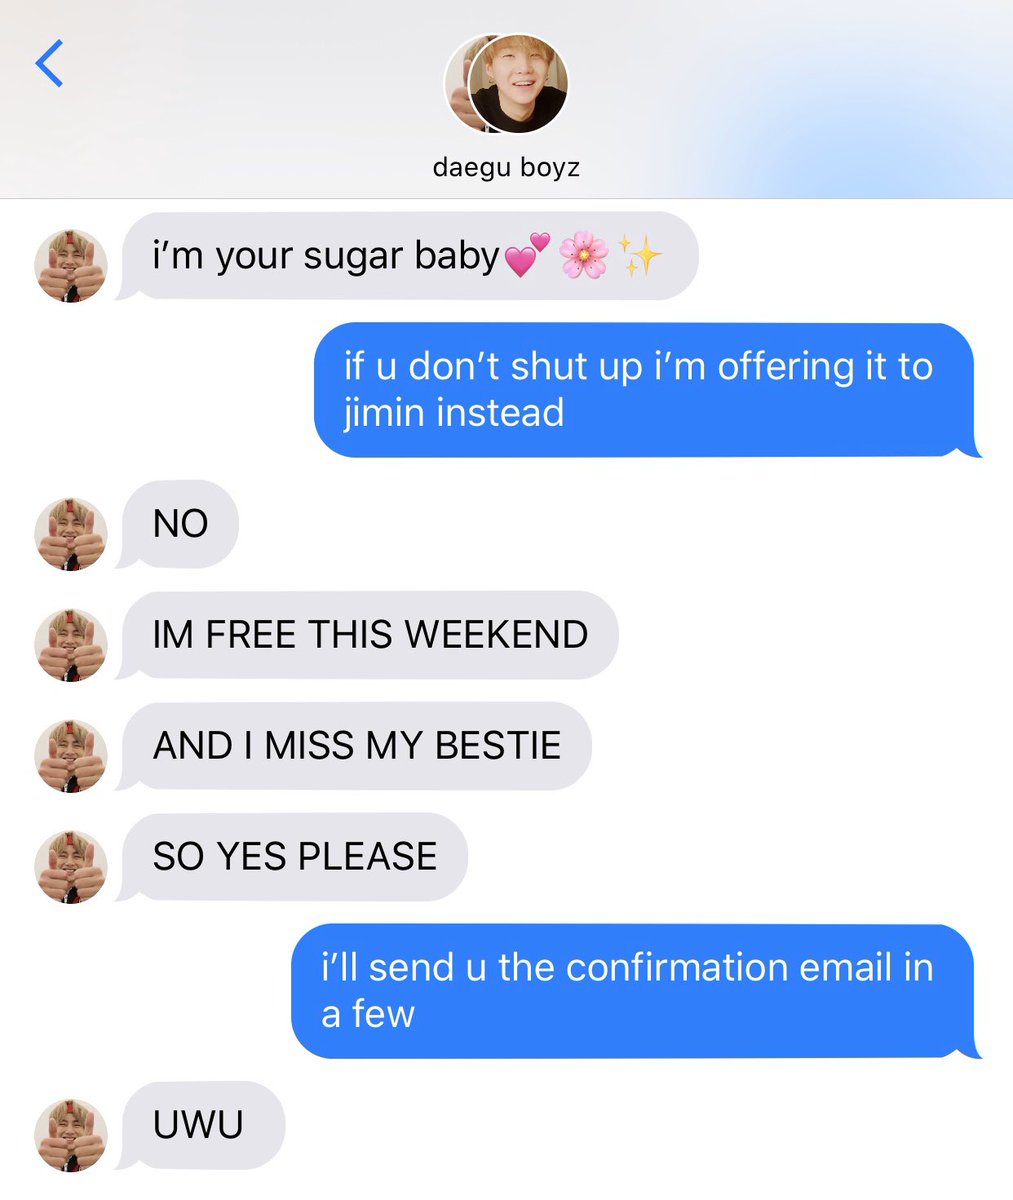 daegu boyz
i’m your sugar baby💕🌸✨
if u don’t shut up i’m offering it to
jimin instead
NO
IM FREE THIS WEEKEND
AND I MISS MY BESTIE
SO YES PLEASE
i’ll send u the confirmation email in
a few
UWU